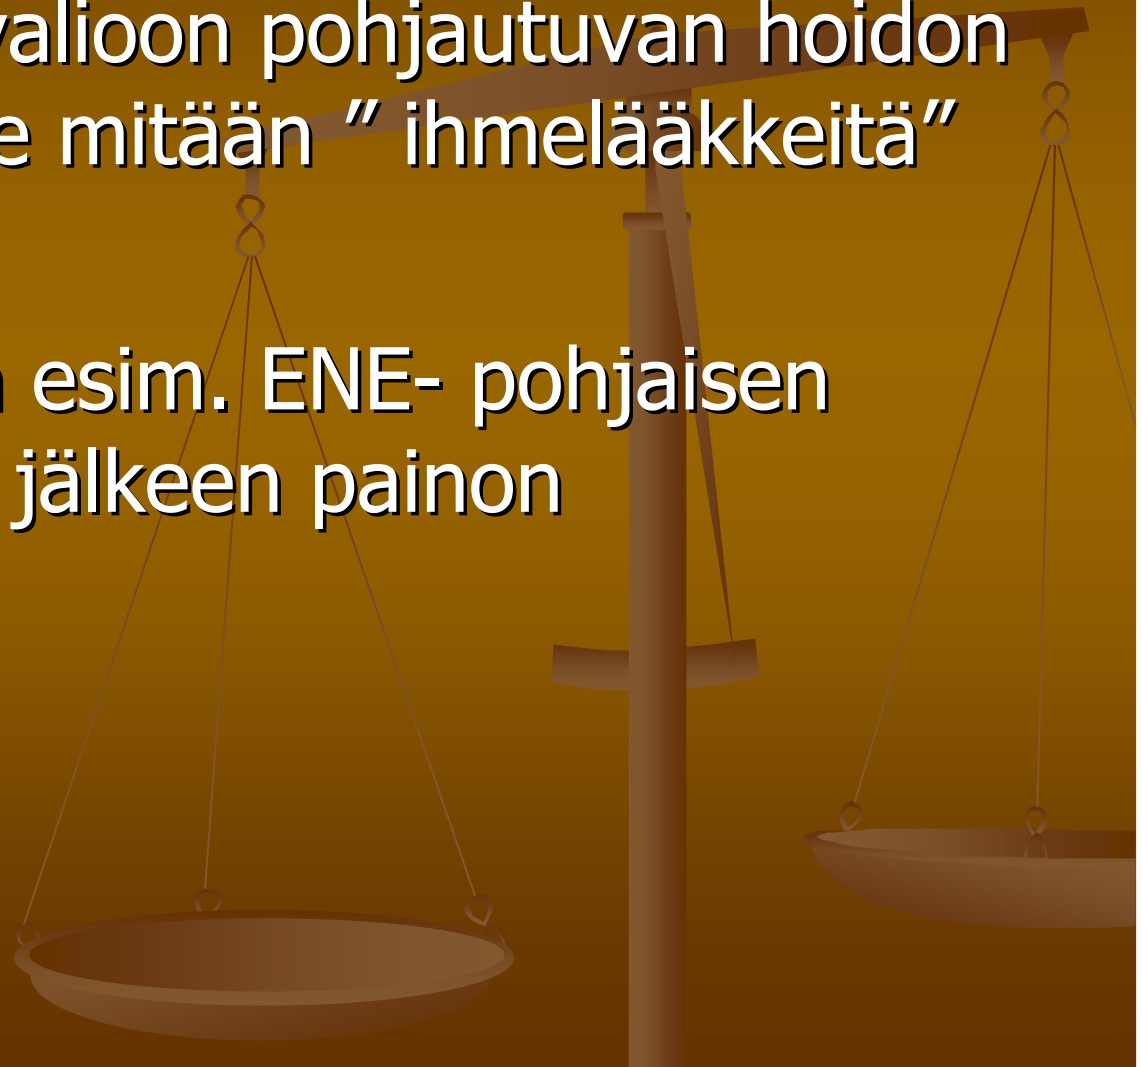 valioon pohjautuvan hoidon
e mitään ” ihmelääkkeitä”
esim. ENE- pohjaisen
jälkeen painon